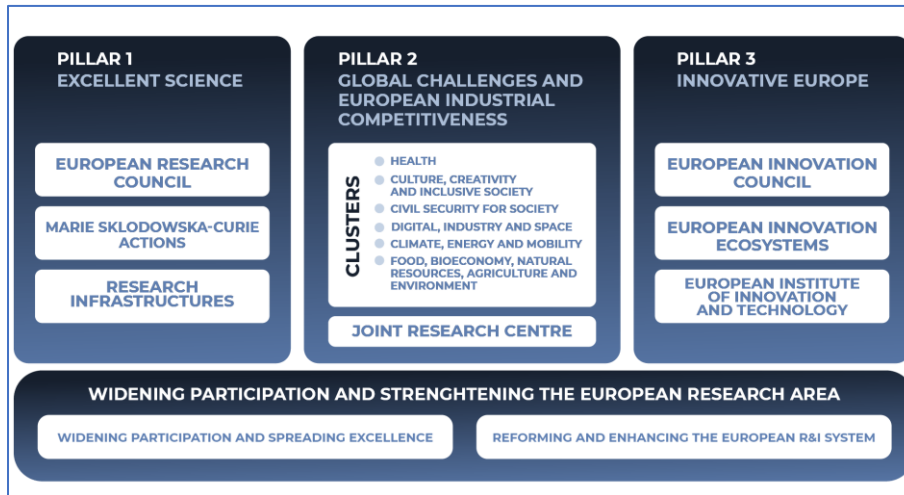 PILLAR 1
EXCELLENT SCIENCE
EUROPEAN RESEARCH
COUNCIL
MARIE SKLODOWSKA-CURIE
ACTIONS
RESEARCH
INFRASTRUCTURES
PILLAR 2
GLOBAL CHALLENGES AND
EUROPEAN INDUSTRIAL
COMPETITIVENESS
CLUSTERS
HEALTH
CULTURE, CREATIVITY
AND INCLUSIVE SOCIETY
CIVIL SECURITY FOR SOCIETY
DIGITAL, INDUSTRY AND SPACE
CLIMATE, ENERGY AND MOBILITY
FOOD, BIOECONOMY, NATURAL
RESOURCES, AGRICULTURE AND
ENVIRONMENT
JOINT RESEARCH CENTRE
PILLAR 3
INNOVATIVE EUROPE
EUROPEAN INNOVATION
COUNCIL
EUROPEAN INNOVATION
ECOSYSTEMS
EUROPEAN INSTITUTE
OF INNOVATION
AND TECHNOLOGY
WIDENING PARTICIPATION AND STRENGHTENING THE EUROPEAN RESEARCH AREA
WIDENING PARTICIPATION AND SPREADING EXCELLENCE
REFORMING AND ENHANCING THE EUROPEAN R&I SYSTEM